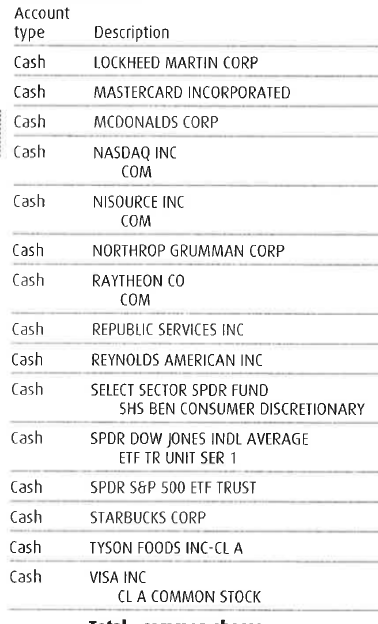 Account
type Description
Cash LOCKHEED MARTIN CORP
Cash MASTERCARD INCORPORATED
Cash MCDONALDS CORP
Cash NASDAQ INC
COM
Cash NISOURCE INC
COM
Cash NORTHROP GRUMMAN CORP
Cash RAYTHEON CO
COM
Cash REPUBLIC SERVICES INC
Cash REYNOLDS AMERICAN INC
Cash SELECT SECTOR SPDR FUND
SHS BEN CONSUMER DISCRETIONARY
Cash SPDR DOW JONES INDL AVERAGE
ETF TR UNIT SER 1
Cash SPDR S&P 500 ETF TRUST
Cash STARBUCKS CORP
Cash TYSON FOODS INC-CL A
Cash VISA INC
CL A COMMON STOCK